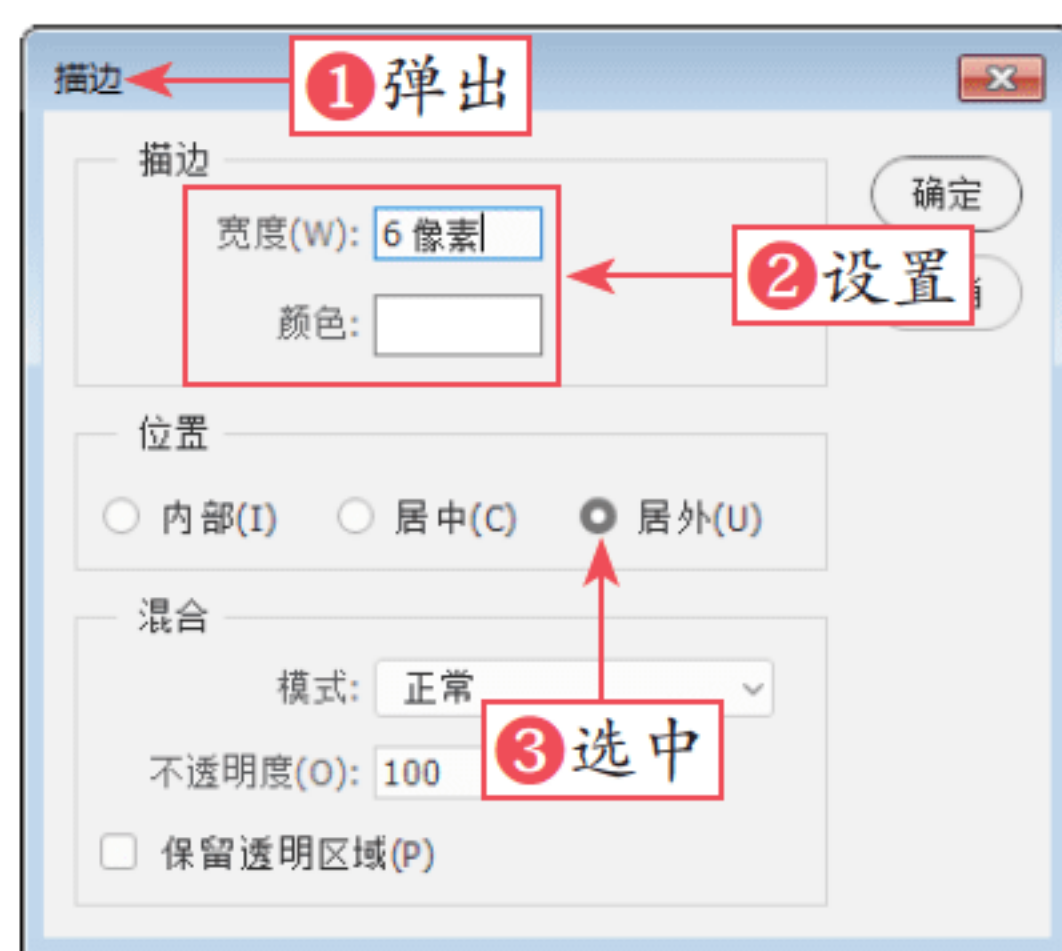 描边 ❶弹出
描边
宽度(W): 6 像素
确定
❷设置
颜色:
位置
内部(I) 居中(C) 居外(U)
混合
模式: 正常
❸选中
不透明度(O): 100
保留透明区域(P)